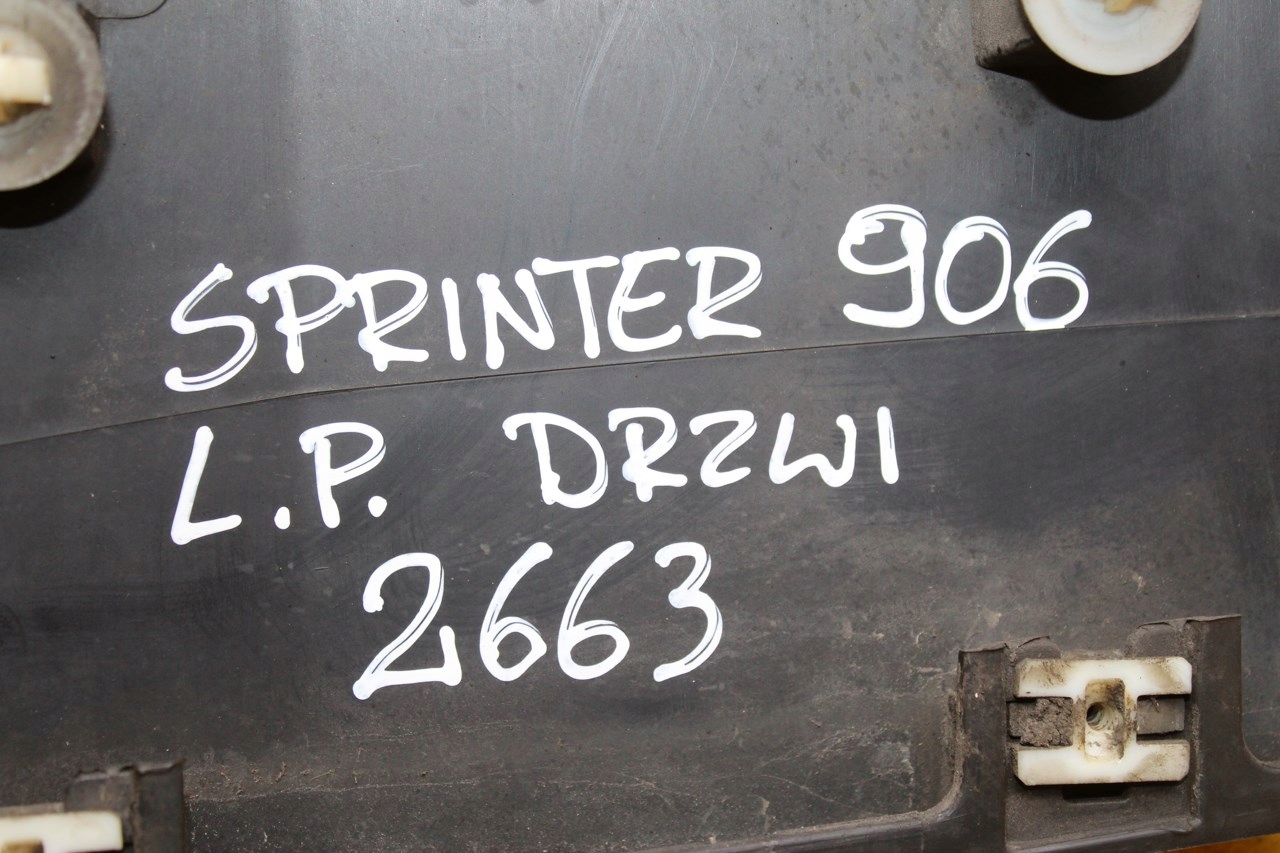 SPRINTER 906
L.P. DRZWI
2663